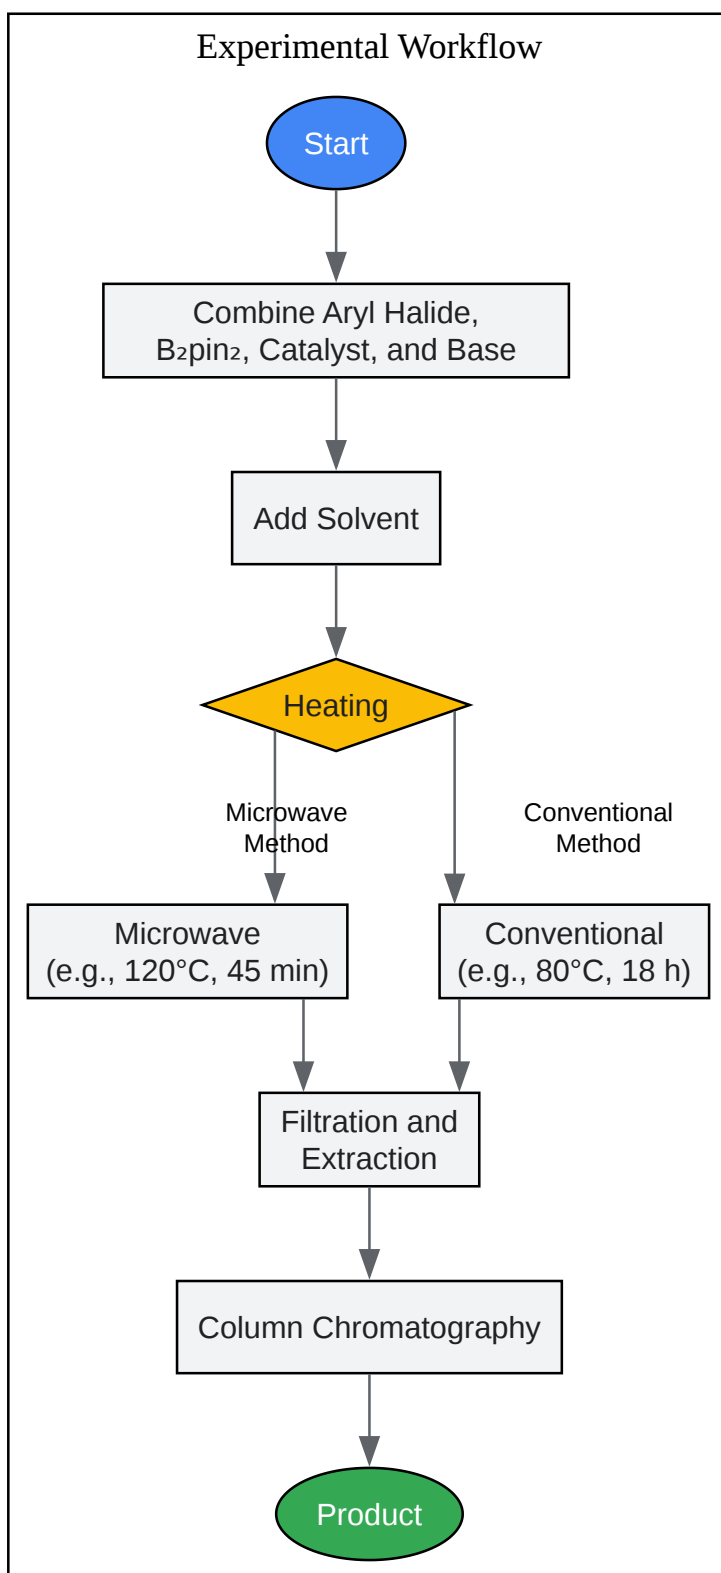 Experimental Workflow
Start
Combine Aryl Halide,
B₂pin₂, Catalyst, and Base
Add Solvent
Heating
Microwave
Method
Conventional
Method
Microwave
(e.g., 120°C, 45 min)
Conventional
(e.g., 80°C, 18 h)
Filtration and
Extraction
Column Chromatography
Product